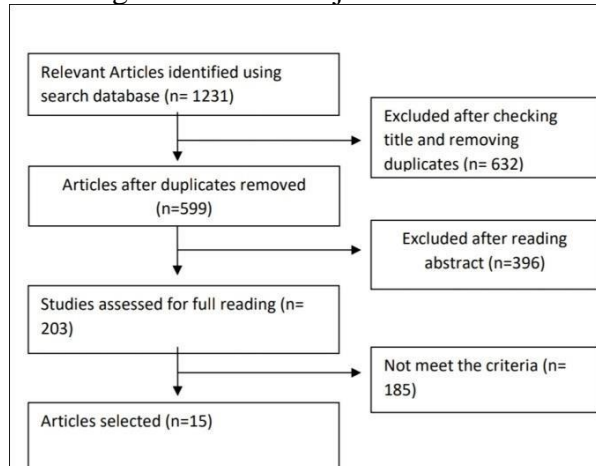 Relevant Articles identified using
search database (n= 1231)
Excluded after checking
title and removing
duplicates (n= 632)
Articles after duplicates removed
(n=599)
Excluded after reading
abstract (n=396)
Studies assessed for full reading (n=
203)
Not meet the criteria (n=
185)
Articles selected (n=15)